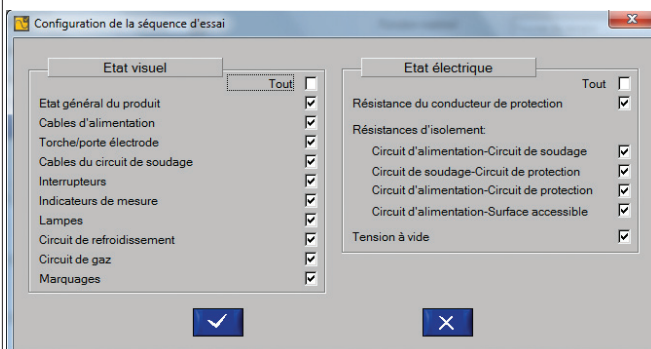 Configuration de la séquence d'essai
Etat visuel
Tout
Etat général du produit
Cables d'alimentation
Torche/porte électrode
Cables du circuit de soudage
Interrupteurs
Indicateurs de mesure
Lampes
Circuit de refroidissement
Circuit de gaz
Marquages
Etat électrique
Tout
Résistance du conducteur de protection
Résistances d'isolement:
Circuit d'alimentation-Circuit de soudage
Circuit de soudage-Circuit de protection
Circuit d'alimentation-Circuit de protection
Circuit d'alimentation-Surface accessible
Tension à vide